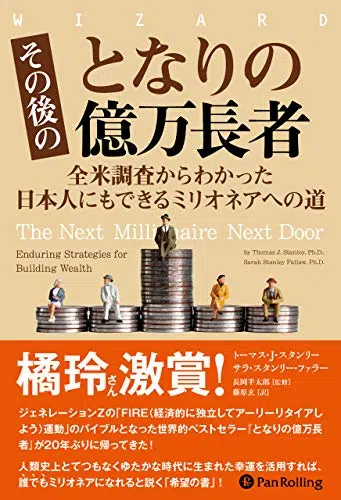 WIZARD
その後の
となりの
億万長者
全米調査からわかった
日本人にもできるミリオネアへの道
The Next Millionaire Next Door
Enduring Strategies for
Building Wealth
by Thomas J. Stanley, Ph.D.,
Sarah Stanley Fallaw, Ph.D.
橘玲さん激賞!
トーマス・J・スタンリー
サラ・スタンリー・ファラー
長岡半太郎[監修]
藤原玄[訳]
ジェネレーションZの「FIRE(経済的に独立してアーリーリタイアし
よう)運動」のバイブルとなった世界的ベストセラー『となりの億万長
者』が20年ぶりに帰ってきた!
人類史上とてつもなくゆたかな時代に生まれた幸運を活用すれば、
誰でもミリオネアになれると説く「希望の書」!
PanRolling